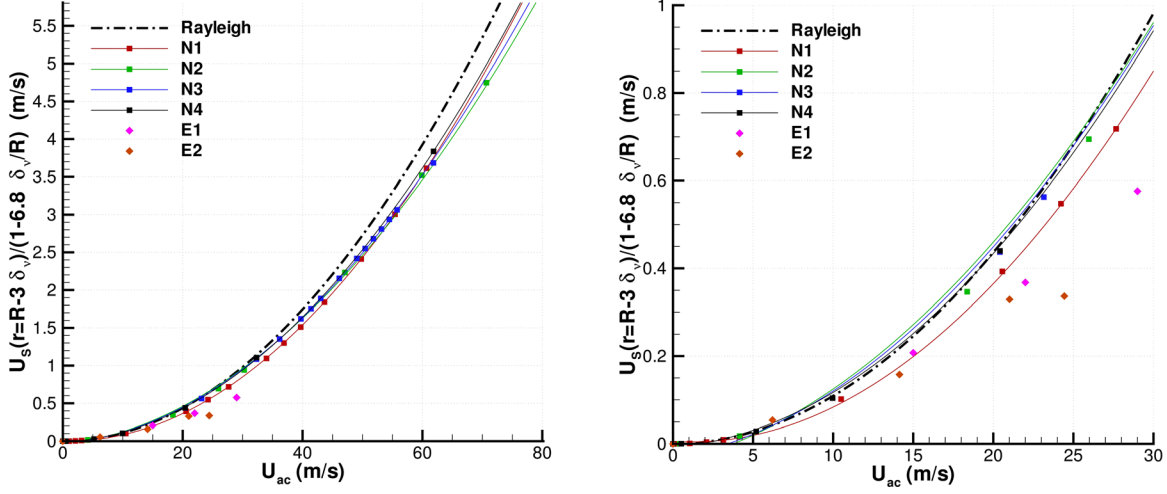 U_S(r=R-3 δ_ν)/(1-6.8 δ_ν/R) (m/s)
5.5
5
4.5
4
3.5
3
2.5
2
1.5
1
0.5
0
Rayleigh
N1
N2
N3
N4
E1
E2
0 20 40 60 80
U_ac (m/s)
U_S(r=R-3 δ_ν)/(1-6.8 δ_ν/R) (m/s)
1
0.8
0.6
0.4
0.2
0
Rayleigh
N1
N2
N3
N4
E1
E2
0 5 10 15 20 25 30
U_ac (m/s)